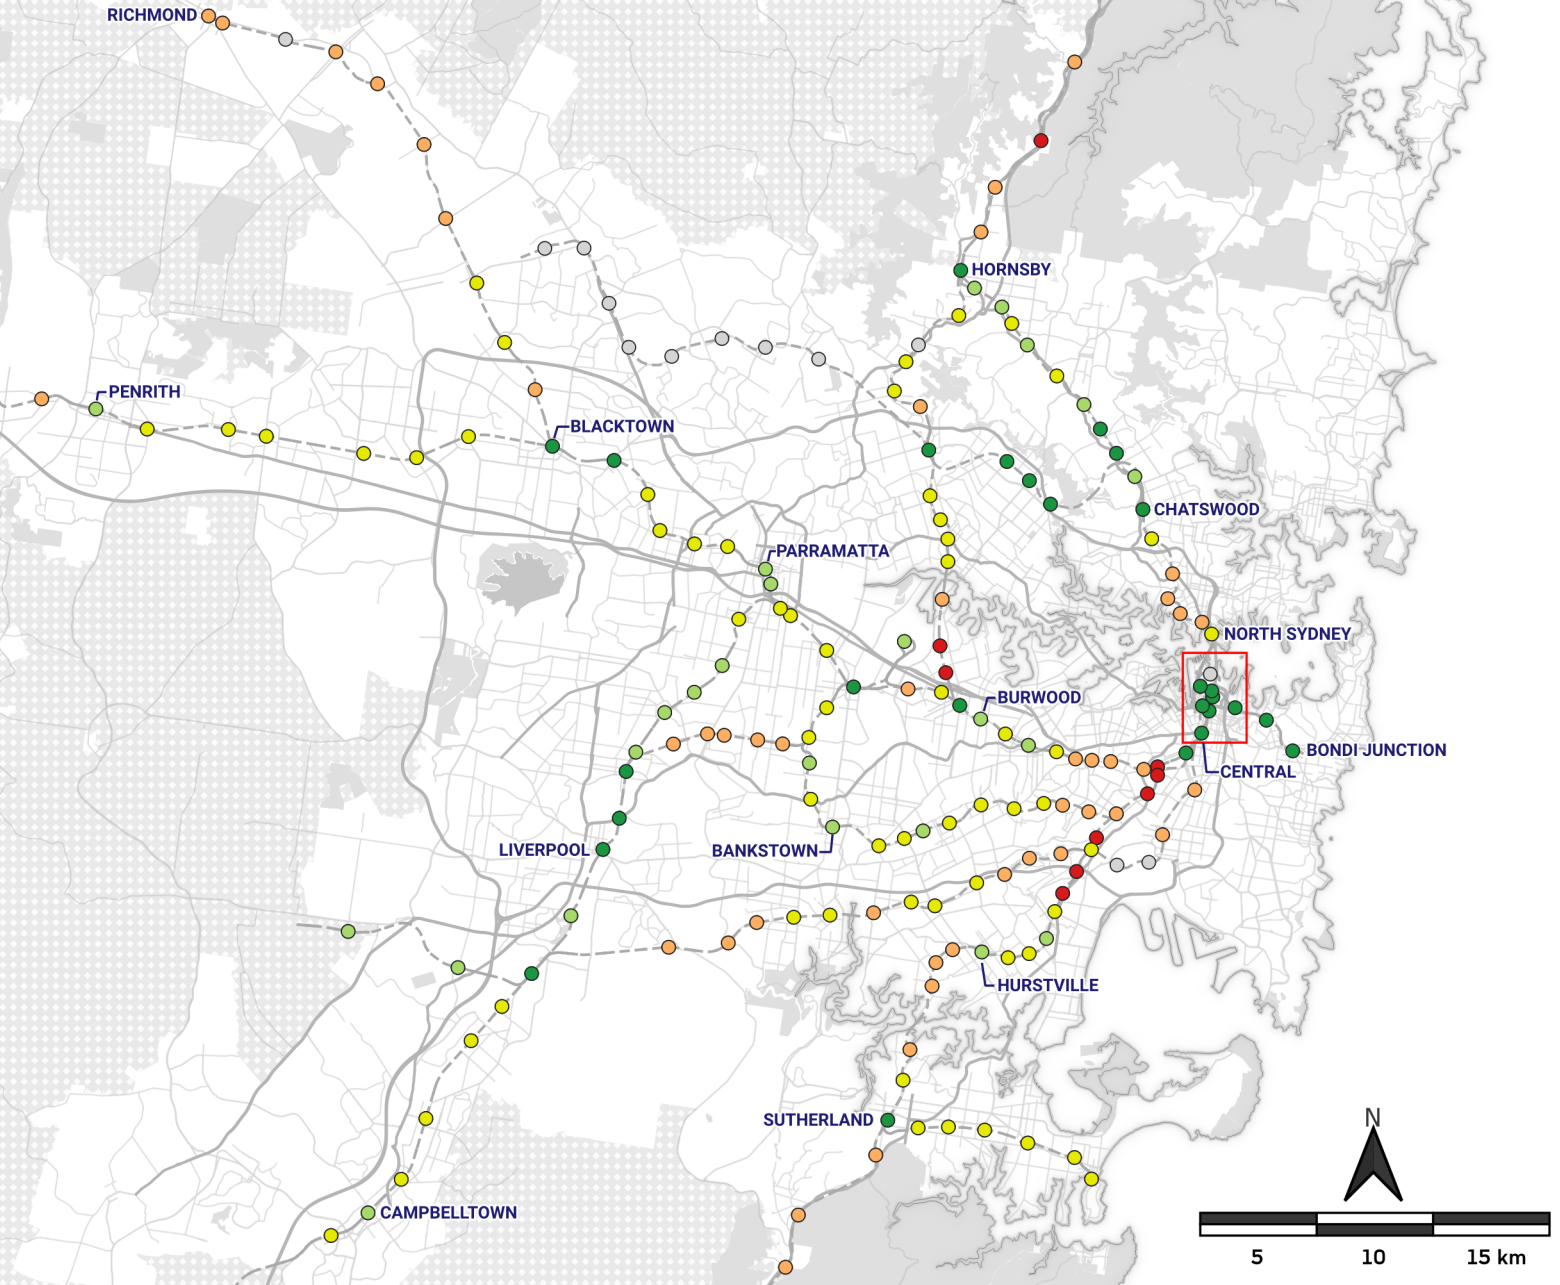 RICHMOND
HORNSBY
PENRITH
BLACKTOWN
CHATSWOOD
PARRAMATTA
NORTH SYDNEY
BURWOOD
BONDI JUNCTION
CENTRAL
LIVERPOOL
BANKSTOWN
HURSTVILLE
SUTHERLAND
N
CAMPBELLTOWN
5 10 15 km